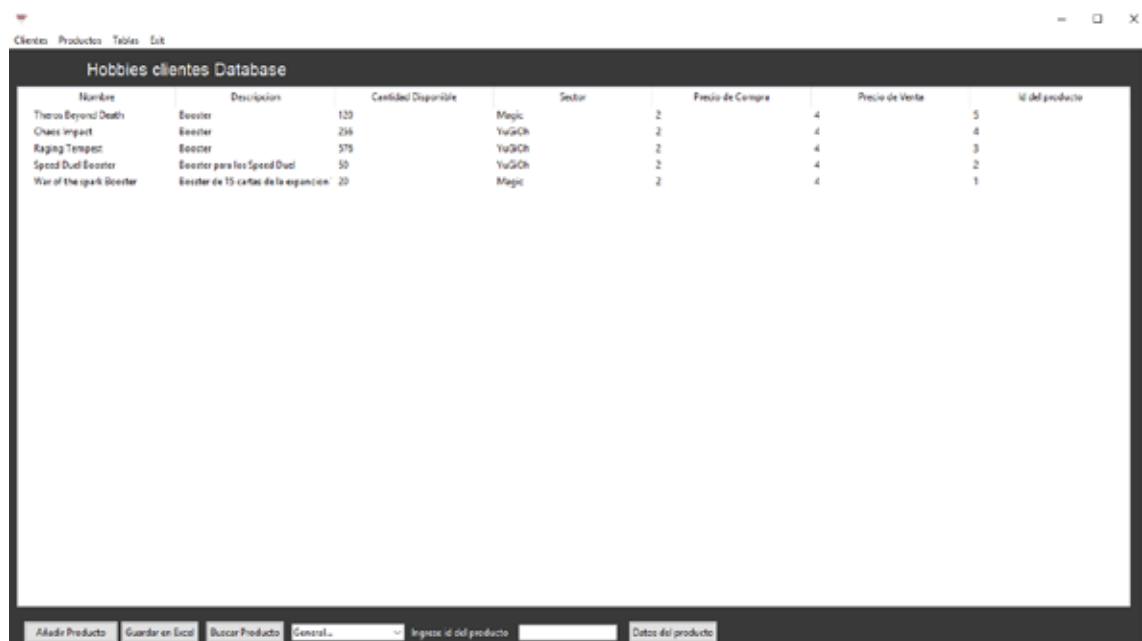 Clientes Productos Tablas Exit
Hobbies clientes Database
Nombre Descripcion Cantidad Disponible Sector Precio de Compra Precio de Venta Id del producto
Theros Beyond Death Booster 120 Magic 2 4 5
Chaos Impact Booster 256 YuGiOh 2 4 4
Raging Tempest Booster 576 YuGiOh 2 4 3
Speed Duel Booster Booster para los Speed Duel 50 YuGiOh 2 4 2
War of the spark Booster Booster de 15 cartas de la expancion 20 Magic 2 4 1
Añadir Producto Guardar en Excel Buscar Producto General... Ingrese id del producto Datos del producto